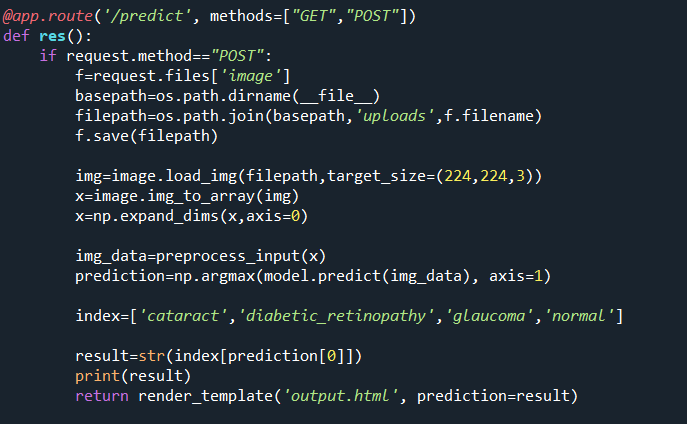 @app.route('/predict', methods=["GET","POST"])
def res():
    if request.method=="POST":
        f=request.files['image']
        basepath=os.path.dirname(__file__)
        filepath=os.path.join(basepath,'uploads',f.filename)
        f.save(filepath)

        img=image.load_img(filepath,target_size=(224,224,3))
        x=image.img_to_array(img)
        x=np.expand_dims(x,axis=0)

        img_data=preprocess_input(x)
        prediction=np.argmax(model.predict(img_data), axis=1)

        index=['cataract','diabetic_retinopathy','glaucoma','normal']

        result=str(index[prediction[0]])
        print(result)
        return render_template('output.html', prediction=result)